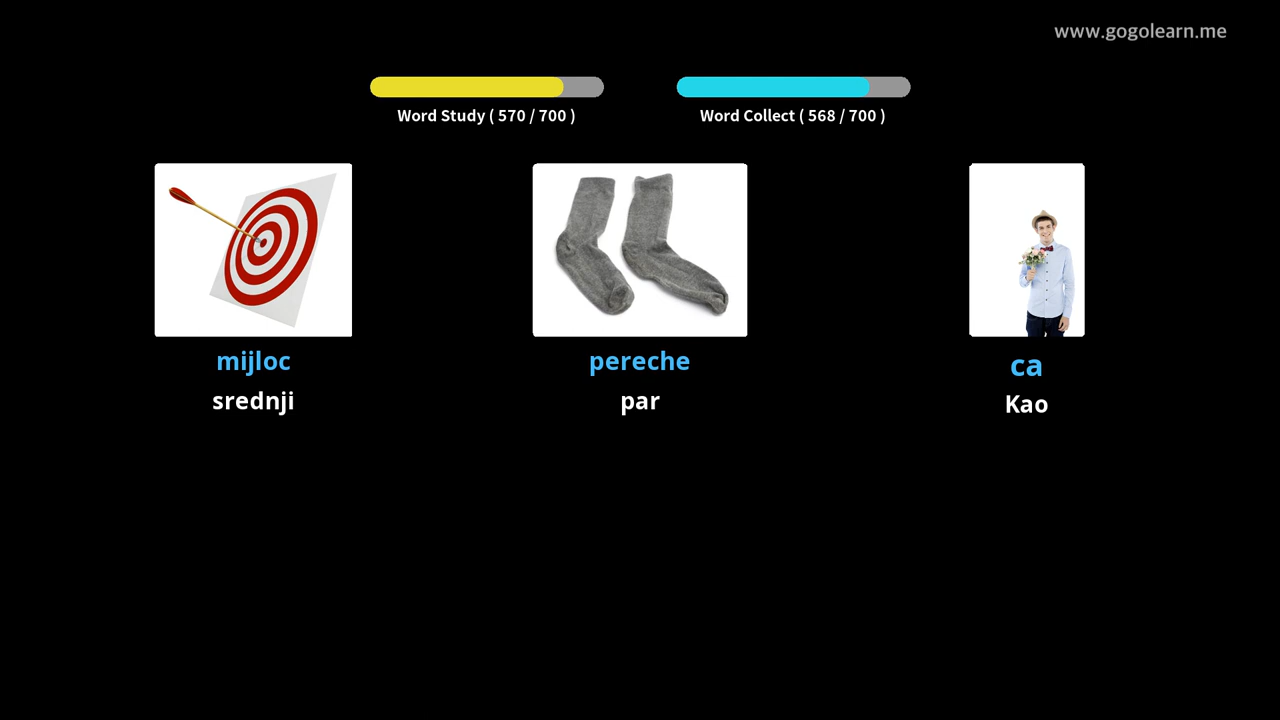 www.gogolearn.me
Word Study ( 570 / 700 )
Word Collect ( 568 / 700 )
mijloc
srednji
pereche
par
ca
Kao